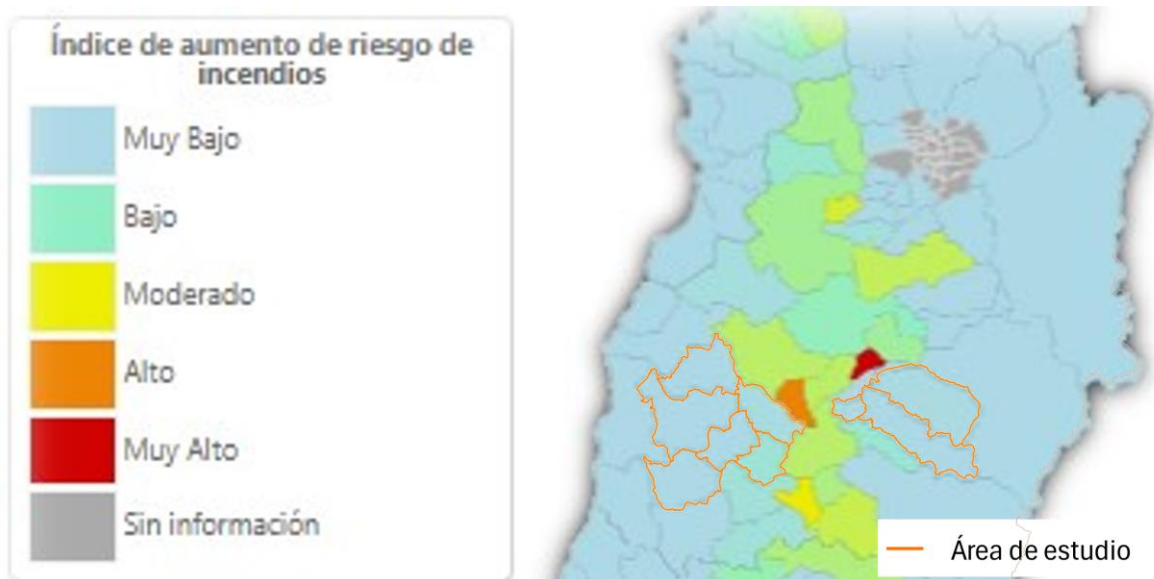 Índice de aumento de riesgo de
incendios
Muy Bajo
Bajo
Moderado
Alto
Muy Alto
Sin información
Área de estudio